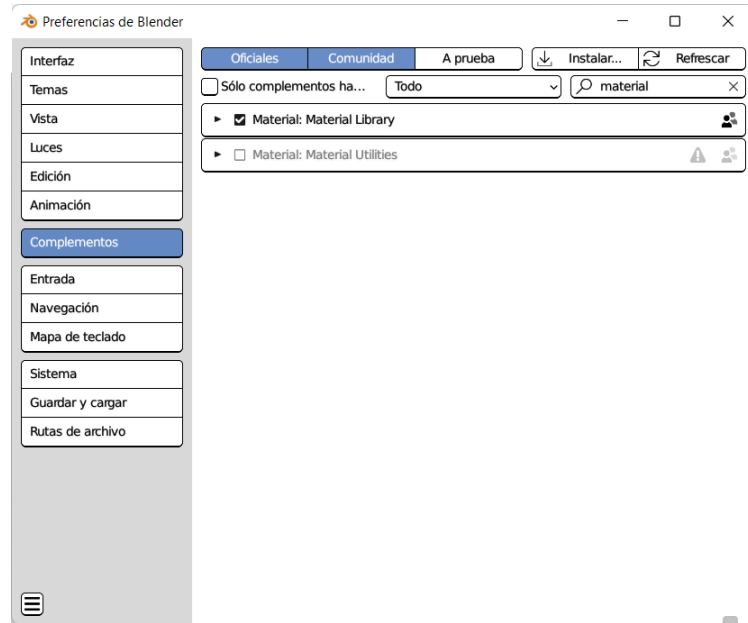 Preferencias de Blender
Interfaz
Temas
Vista
Luces
Edición
Animación
Complementos
Entrada
Navegación
Mapa de teclado
Sistema
Guardar y cargar
Rutas de archivo
Oficiales Comunidad A prueba Instalar... Refrescar
Sólo complementos ha... Todo material
Material: Material Library
Material: Material Utilities